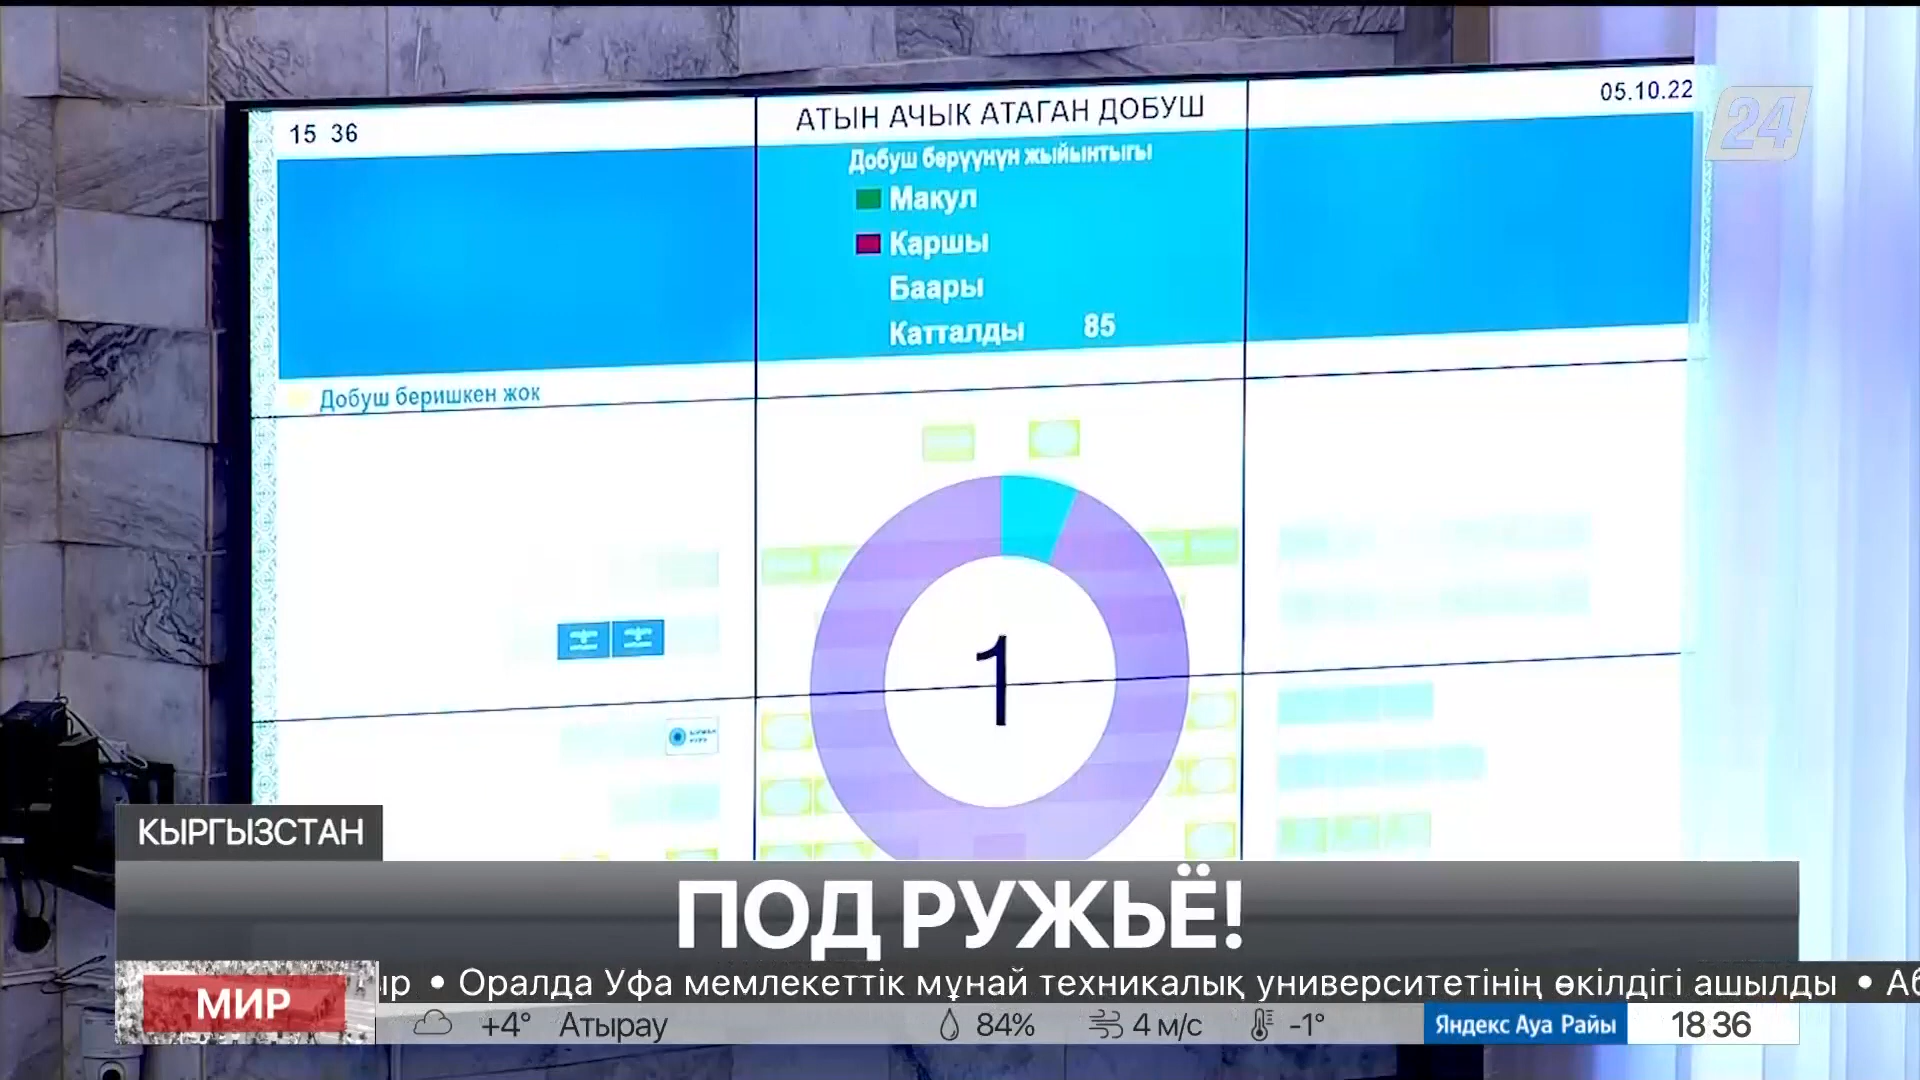 15 36
АТЫН АЧЫК АТАГАН ДОБУШ
05.10.22
24
Добуш берүүнүн жыйынтыгы
Макул
Каршы
Баары
Катталды 85
Добуш беришкен жок
1
КЫРГЫЗСТАН
ПОД РУЖЬЁ!
МИР
ыр • Оралда Уфа мемлекеттік мұнай техникалық университетінің өкілдігі ашылды • Аб
+4° Атырау 84% 4 м/с -1° Яндекс Ауа Райы 18 36